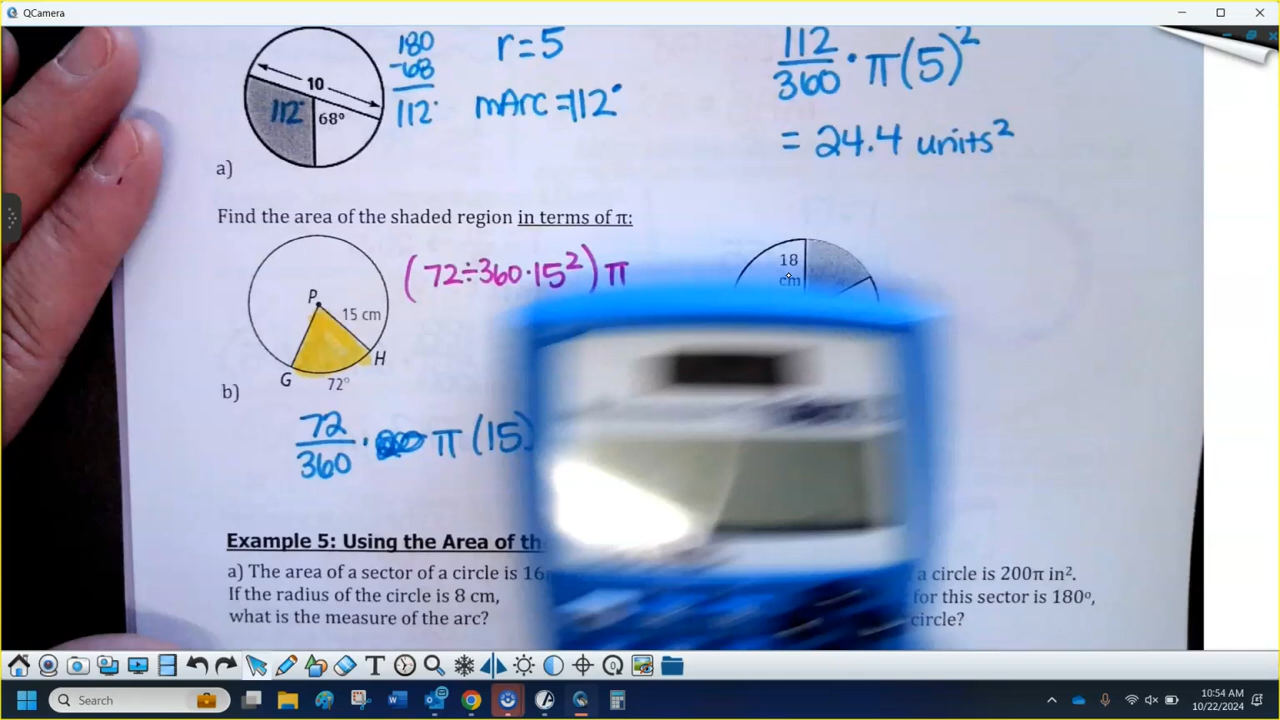 QCamera
180
-68
112°
r=5
mArc=112°
112
360
· π(5)²
= 24.4 units²
10
112°
68°
a)
Find the area of the shaded region in terms of π:
(72÷360·15²)π
P
15 cm
G
H
72°
b)
18
cm
72
360
· π(15)
Example 5: Using the Area of th
a) The area of a sector of a circle is 16
If the radius of the circle is 8 cm,
what is the measure of the arc?
a circle is 200π in².
for this sector is 180°,
circle?
Search
10:54 AM
10/22/2024